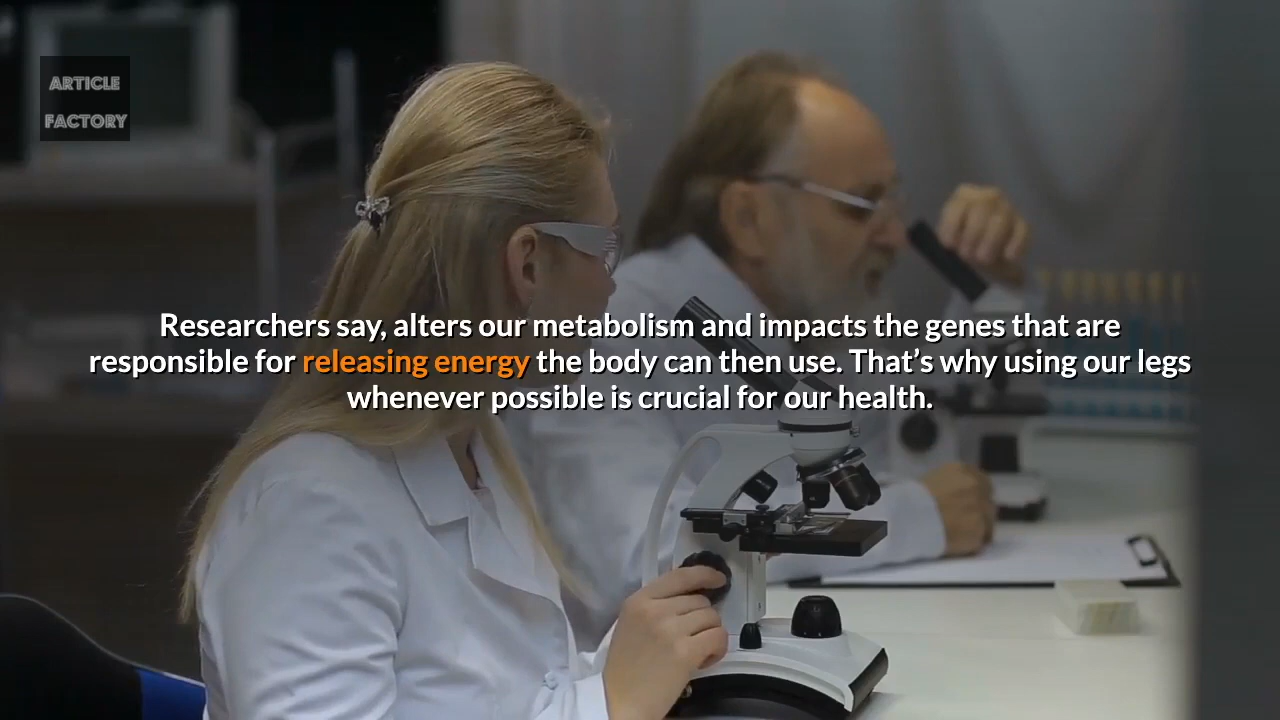 ARTICLE
FACTORY
Researchers say, alters our metabolism and impacts the genes that are
responsible for releasing energy the body can then use. That’s why using our legs
whenever possible is crucial for our health.